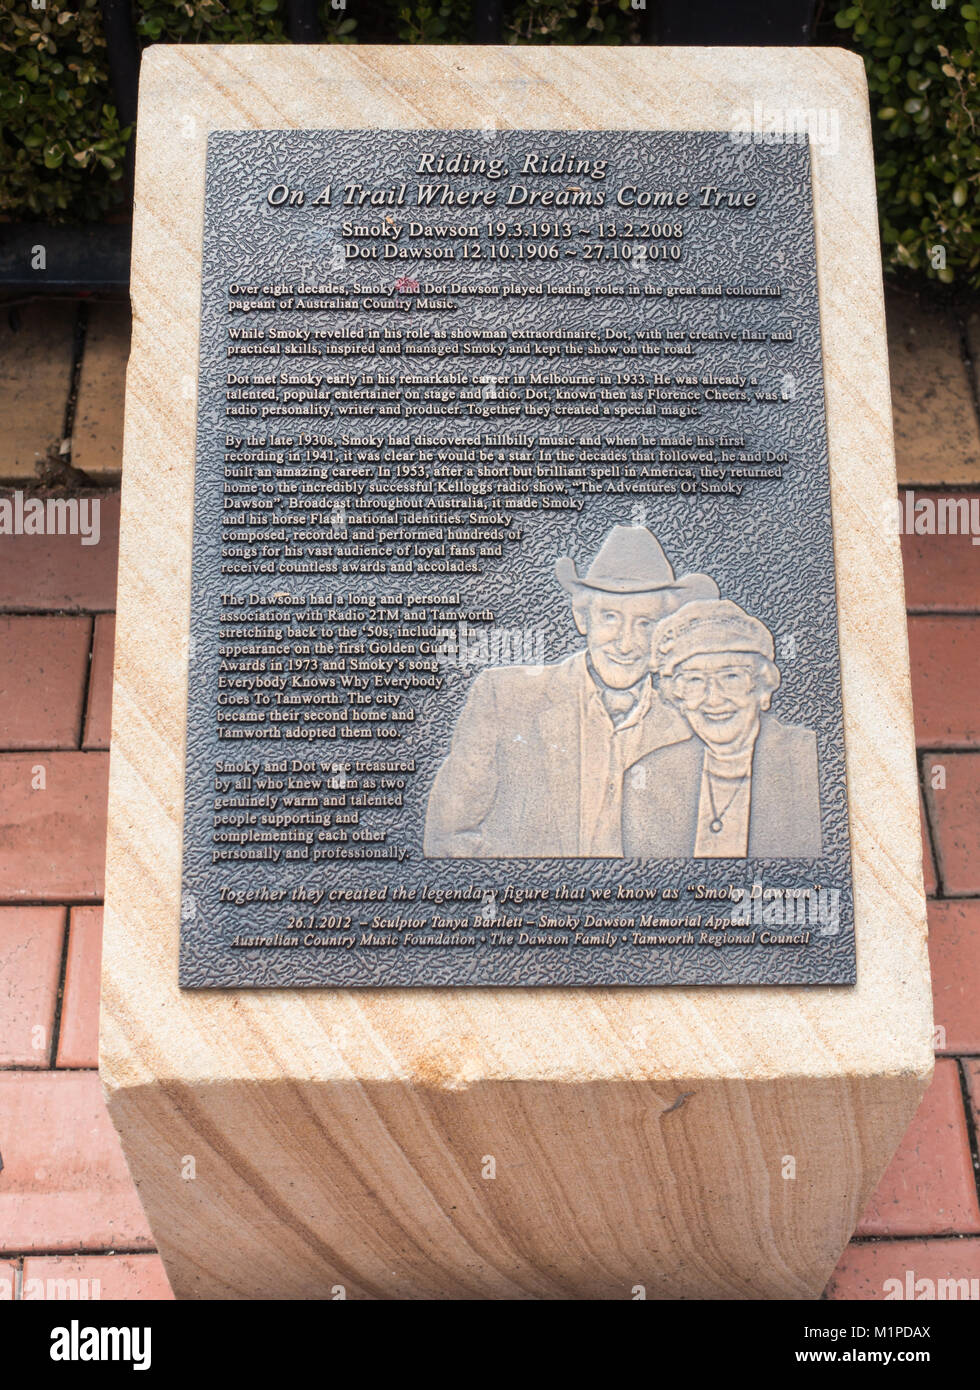 Riding, Riding
On A Trail Where Dreams Come True
Smoky Dawson 19.3.1913 ~ 13.2.2008
Dot Dawson 12.10.1906 ~ 27.10.2010
Over eight decades, Smoky and Dot Dawson played leading roles in the great and colourful
pageant of Australian Country Music.
While Smoky revelled in his role as showman extraordinaire, Dot, with her creative flair and
practical skills, inspired and managed Smoky and kept the show on the road.
Dot met Smoky early in his remarkable career in Melbourne in 1933. He was already a
talented, popular entertainer on stage and radio. Dot, known then as Florence Cheers, was a
radio personality, writer and producer. Together they created a special magic.
By the late 1930s, Smoky had discovered hillbilly music and when he made his first
recording in 1941, it was clear he would be a star. In the decades that followed, he and Dot
built an amazing career. In 1953, after a short but brilliant spell in America, they returned
home to the incredibly successful Kelloggs radio show, "The Adventures Of Smoky
Dawson". Broadcast throughout Australia, it made Smoky
and his horse Flash national identities. Smoky
composed, recorded and performed hundreds of
songs for his vast audience of loyal fans and
received countless awards and accolades.
The Dawsons had a long and personal
association with Radio 2TM and Tamworth
stretching back to the '50s, including an
appearance on the first Golden Guitar
Awards in 1973 and Smoky's song
Everybody Knows Why Everybody
Goes To Tamworth. The city
became their second home and
Tamworth adopted them too.
Smoky and Dot were treasured
by all who knew them as two
genuinely warm and talented
people supporting and
complementing each other
personally and professionally.
Together they created the legendary figure that we know as "Smoky Dawson"
26.1.2012 – Sculptor Tanya Bartlett – Smoky Dawson Memorial Appeal
Australian Country Music Foundation • The Dawson Family • Tamworth Regional Council
alamy stock photo
M1PDAX
www.alamy.com